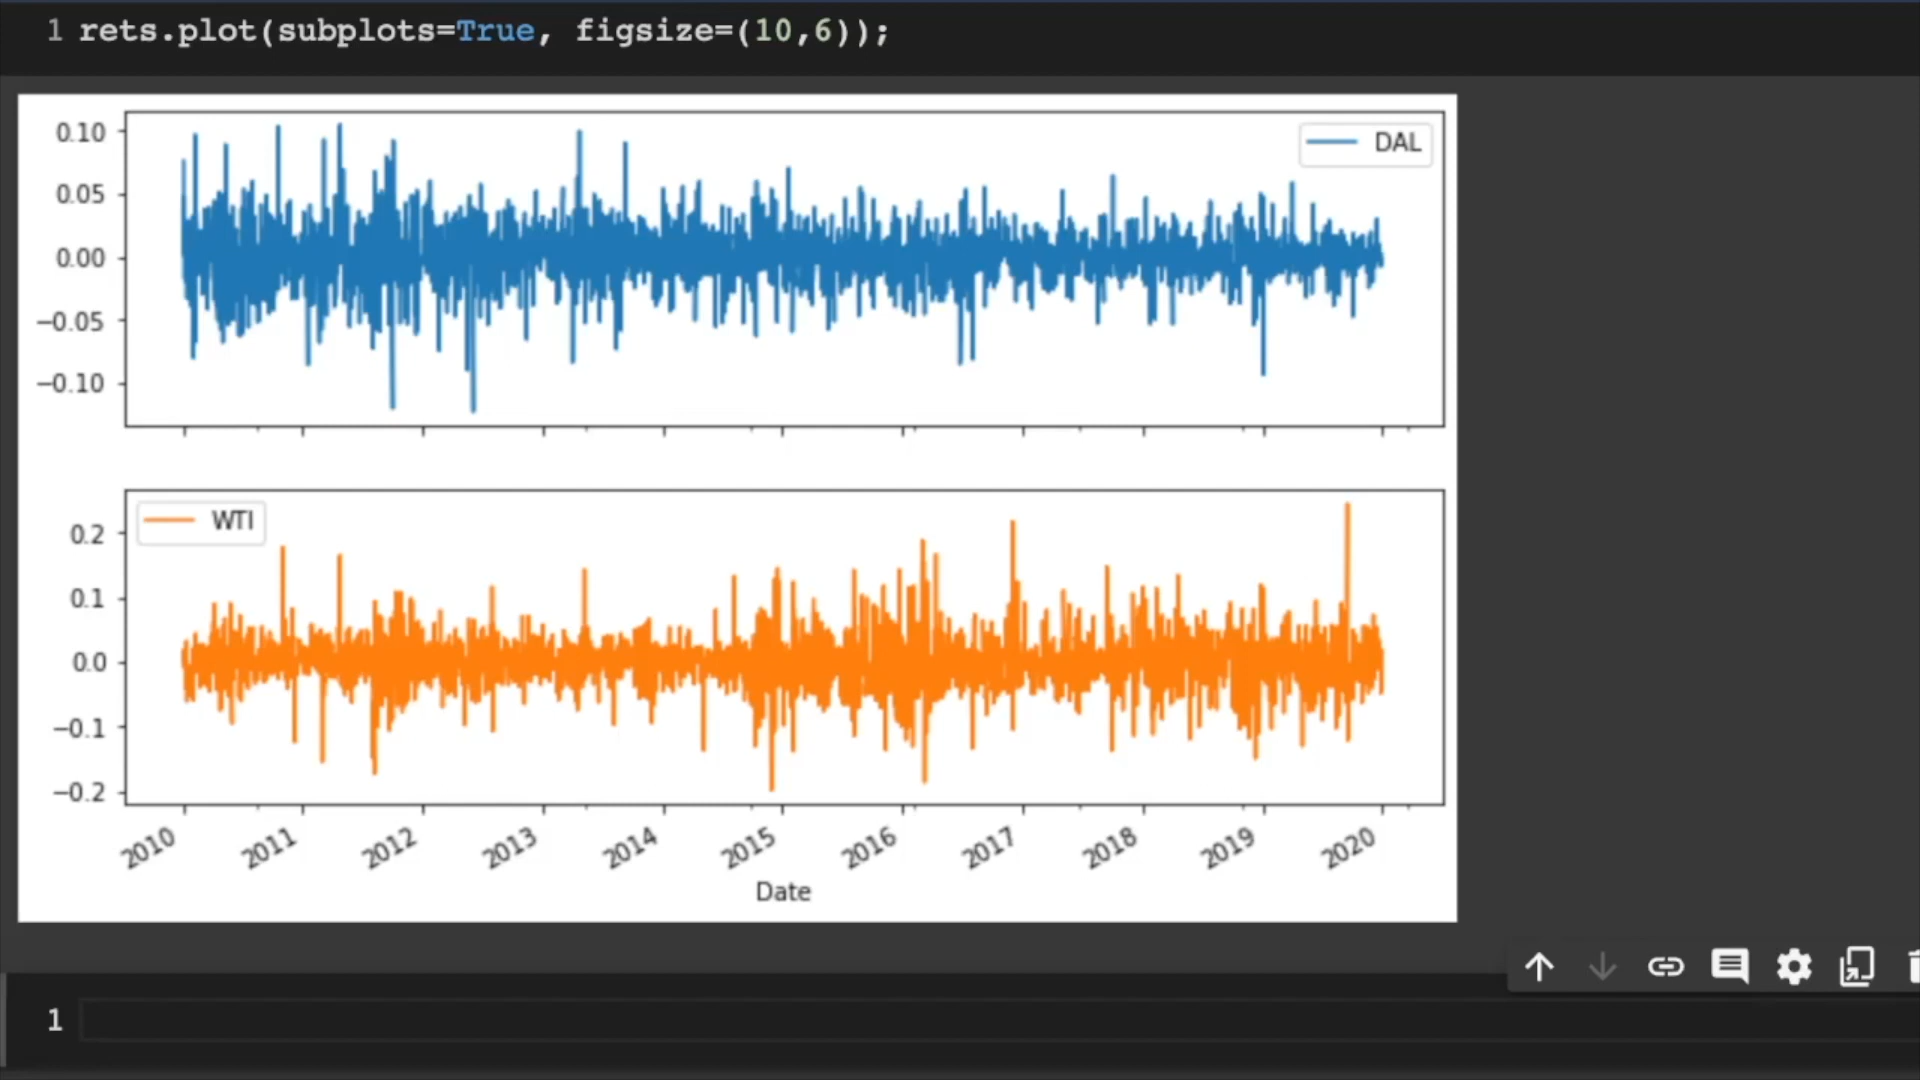 1 rets.plot(subplots=True, figsize=(10,6));
0.10
0.05
0.00
−0.05
−0.10
DAL
WTI
0.2
0.1
0.0
−0.1
−0.2
2010 2011 2012 2013 2014 2015 2016 2017 2018 2019 2020
Date
1